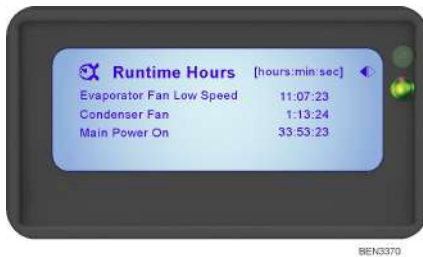 Runtime Hours [hours:min:sec]
Evaporator Fan Low Speed 11:07:23
Condenser Fan 1:13:24
Main Power On 33:53:23
BEN3370